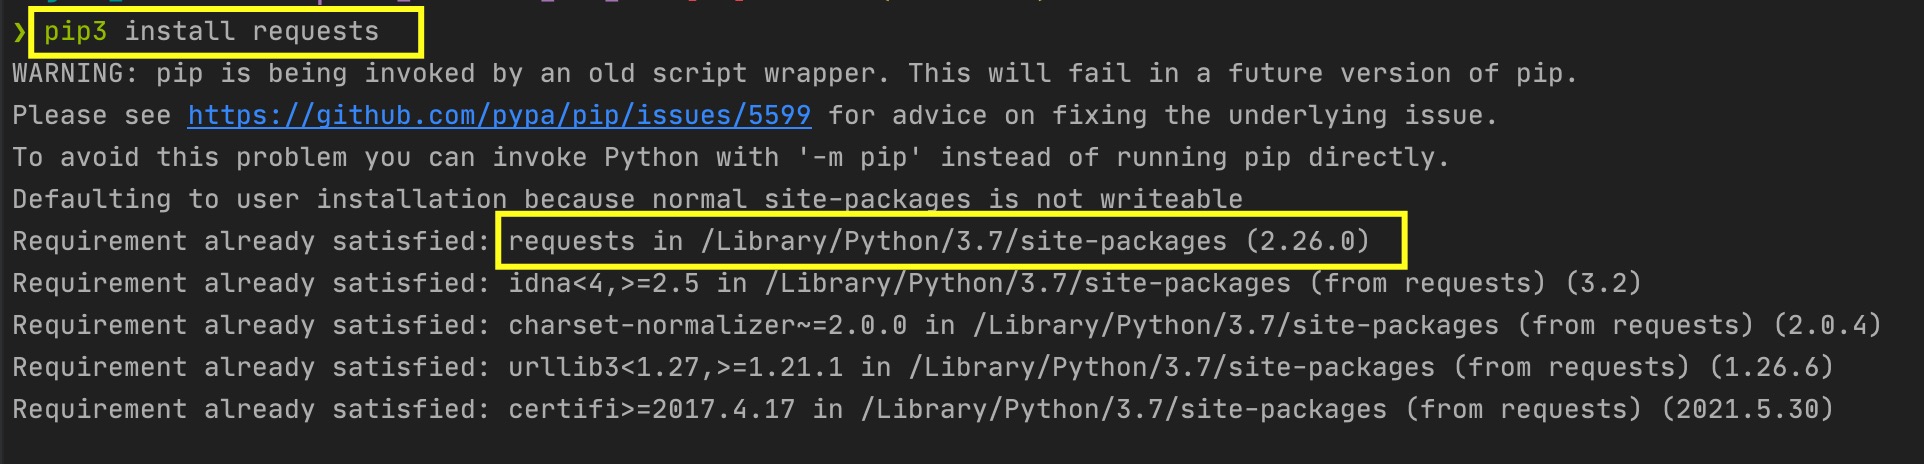 ❯ pip3 install requests
WARNING: pip is being invoked by an old script wrapper. This will fail in a future version of pip.
Please see https://github.com/pypa/pip/issues/5599 for advice on fixing the underlying issue.
To avoid this problem you can invoke Python with '-m pip' instead of running pip directly.
Defaulting to user installation because normal site-packages is not writeable
Requirement already satisfied: requests in /Library/Python/3.7/site-packages (2.26.0)
Requirement already satisfied: idna<4,>=2.5 in /Library/Python/3.7/site-packages (from requests) (3.2)
Requirement already satisfied: charset-normalizer~=2.0.0 in /Library/Python/3.7/site-packages (from requests) (2.0.4)
Requirement already satisfied: urllib3<1.27,>=1.21.1 in /Library/Python/3.7/site-packages (from requests) (1.26.6)
Requirement already satisfied: certifi>=2017.4.17 in /Library/Python/3.7/site-packages (from requests) (2021.5.30)